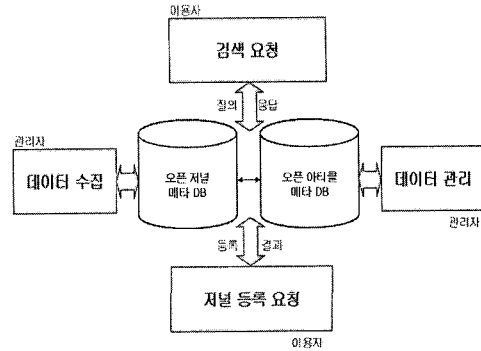 이용자
검색 요청
질의 응답
관리자
데이터 수집
오픈 저널
메타 DB
오픈 아티클
메타 DB
데이터 관리
관리자
등록 결과
저널 등록 요청
이용자